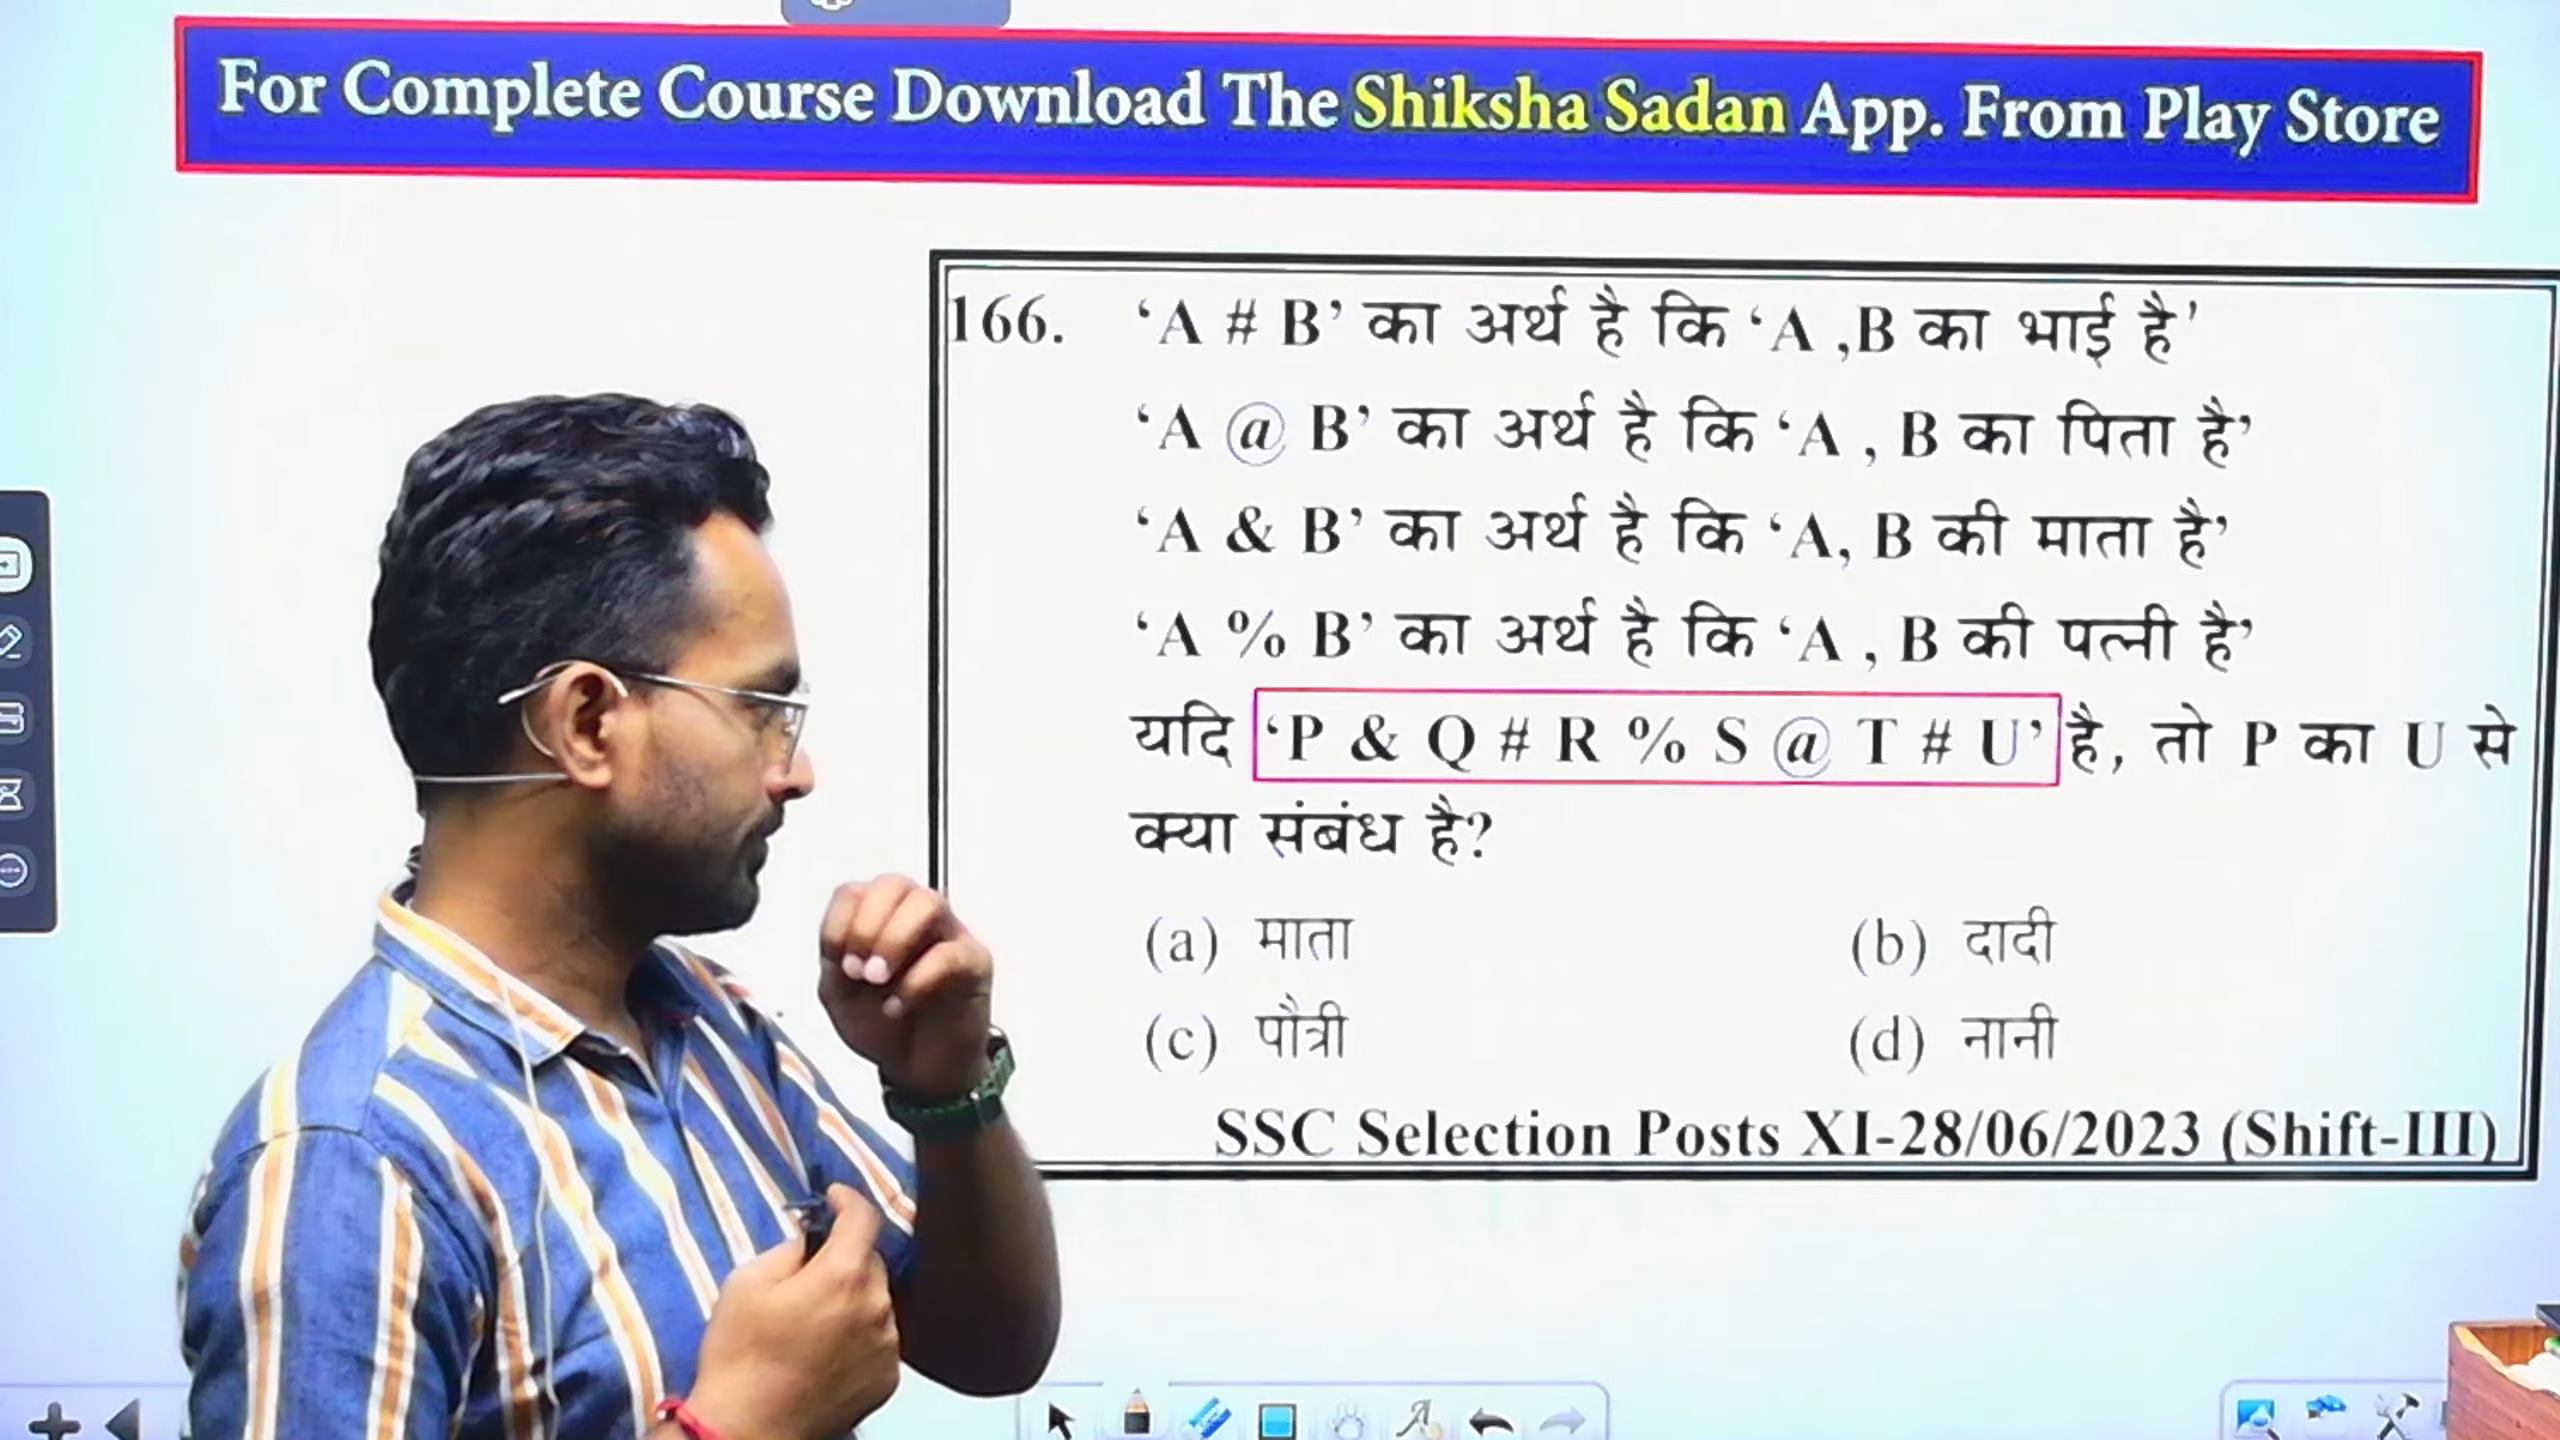 For Complete Course Download The Shiksha Sadan App. From Play Store
166. ‘A # B’ का अर्थ है कि ‘A ,B का भाई है’
‘A @ B’ का अर्थ है कि ‘A , B का पिता है’
‘A & B’ का अर्थ है कि ‘A, B की माता है’
‘A % B’ का अर्थ है कि ‘A , B की पत्नी है’
यदि ‘P & Q # R % S @ T # U’ है, तो P का U से
क्या संबंध है?
(a) माता (b) दादी
(c) पौत्री (d) नानी
SSC Selection Posts XI-28/06/2023 (Shift-III)